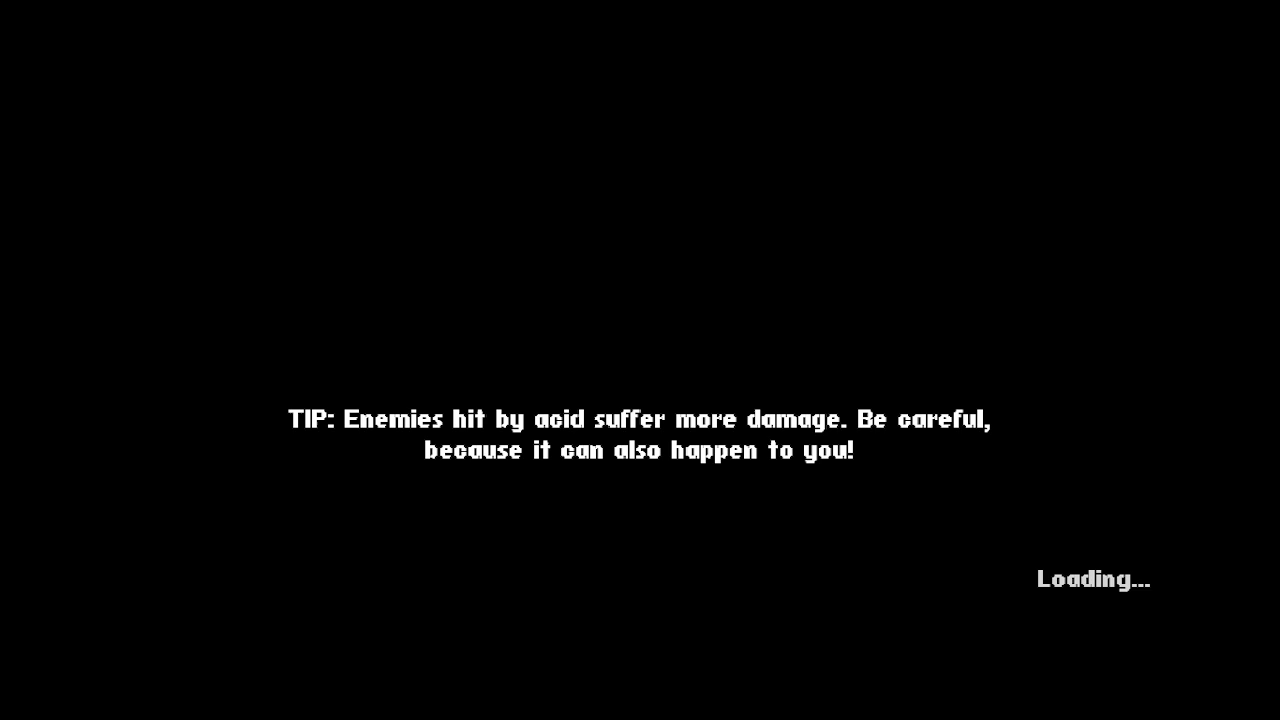 TIP: Enemies hit by acid suffer more damage. Be careful,
because it can also happen to you!
Loading...